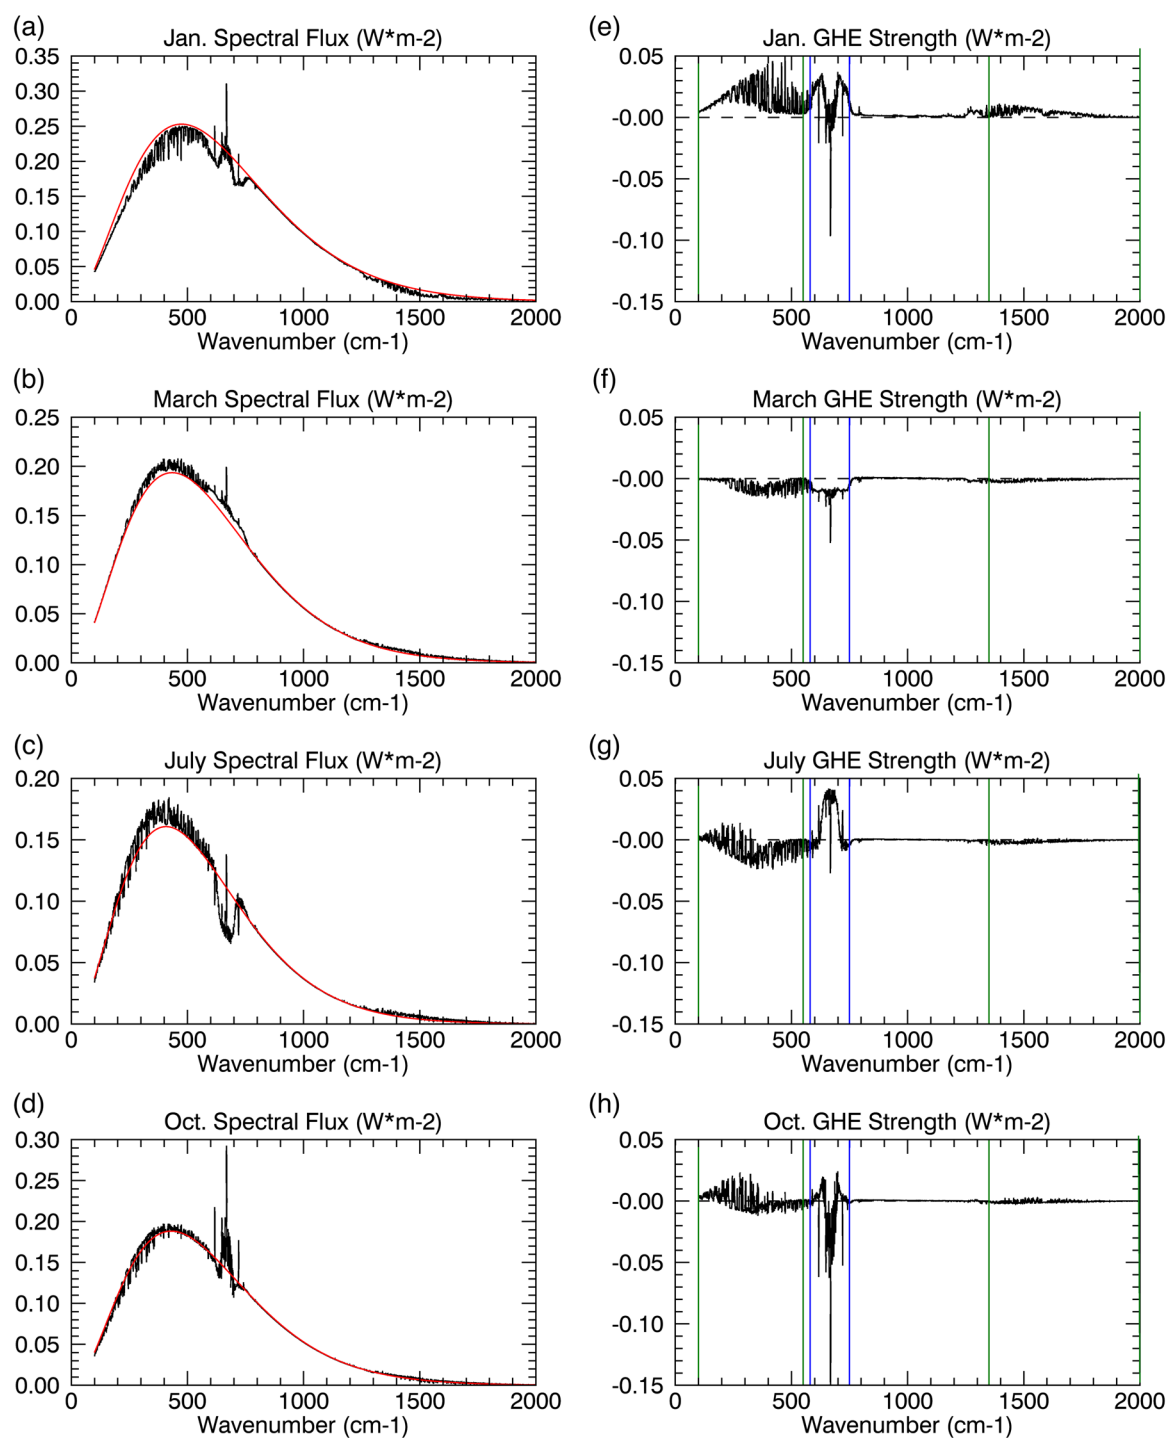 (a)
Jan. Spectral Flux (W*m-2)
0.35
0.30
0.25
0.20
0.15
0.10
0.05
0.00
0 500 1000 1500 2000
Wavenumber (cm-1)
(e)
Jan. GHE Strength (W*m-2)
0.05
-0.00
-0.05
-0.10
-0.15
0 500 1000 1500 2000
Wavenumber (cm-1)
(b)
March Spectral Flux (W*m-2)
0.25
0.20
0.15
0.10
0.05
0.00
0 500 1000 1500 2000
Wavenumber (cm-1)
(f)
March GHE Strength (W*m-2)
0.05
-0.00
-0.05
-0.10
-0.15
0 500 1000 1500 2000
Wavenumber (cm-1)
(c)
July Spectral Flux (W*m-2)
0.20
0.15
0.10
0.05
0.00
0 500 1000 1500 2000
Wavenumber (cm-1)
(g)
July GHE Strength (W*m-2)
0.05
-0.00
-0.05
-0.10
-0.15
0 500 1000 1500 2000
Wavenumber (cm-1)
(d)
Oct. Spectral Flux (W*m-2)
0.30
0.25
0.20
0.15
0.10
0.05
0.00
0 500 1000 1500 2000
Wavenumber (cm-1)
(h)
Oct. GHE Strength (W*m-2)
0.05
-0.00
-0.05
-0.10
-0.15
0 500 1000 1500 2000
Wavenumber (cm-1)